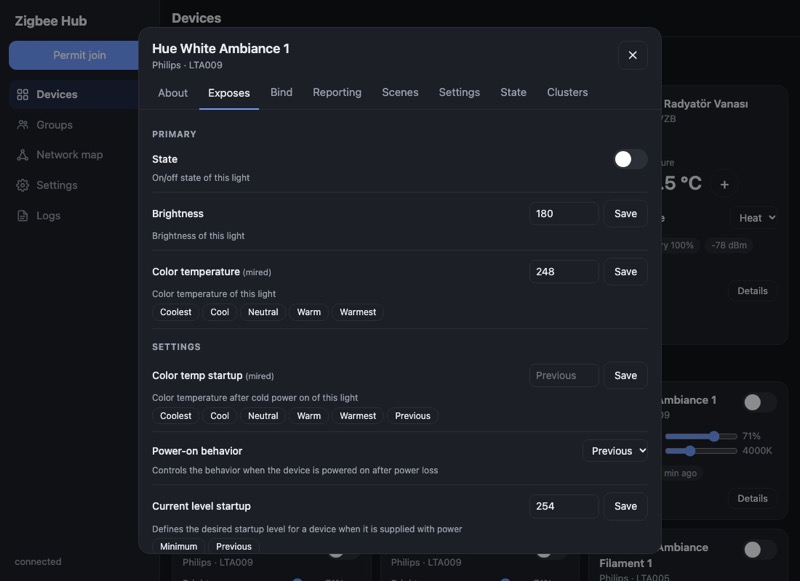 Zigbee Hub
Permit join
Devices
Groups
Network map
Settings
Logs
connected
Devices
Hue White Ambiance 1
Philips · LTA009
About
Exposes
Bind
Reporting
Scenes
Settings
State
Clusters
PRIMARY
State
On/off state of this light
Brightness
180
Save
Brightness of this light
Color temperature (mired)
248
Save
Color temperature of this light
Coolest
Cool
Neutral
Warm
Warmest
SETTINGS
Color temp startup (mired)
Previous
Save
Color temperature after cold power on of this light
Coolest
Cool
Neutral
Warm
Warmest
Previous
Power-on behavior
Previous
Controls the behavior when the device is powered on after power loss
Current level startup
254
Save
Defines the desired startup level for a device when it is supplied with power
Minimum
Previous
Radyatör Vanası
.5 °C
+
Heat
100%
-78 dBm
Details
Ambiance 1
71%
4000K
min ago
Details
Philips · LTA009
Philips · LTA009
Ambiance
Filament 1
Philips · LTA005